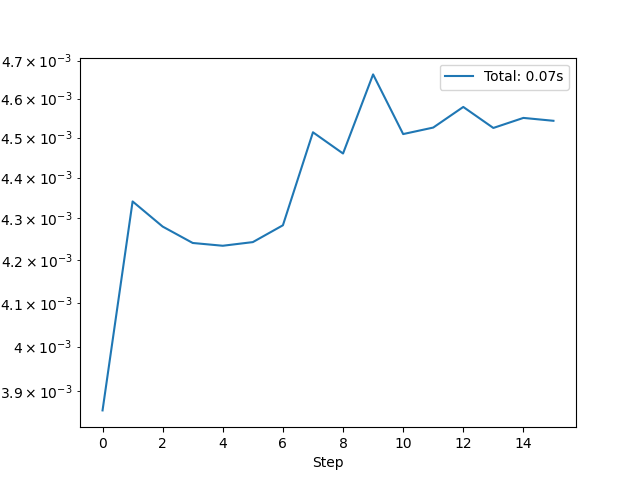 4.7 × 10⁻³
4.6 × 10⁻³
4.5 × 10⁻³
4.4 × 10⁻³
4.3 × 10⁻³
4.2 × 10⁻³
4.1 × 10⁻³
4 × 10⁻³
3.9 × 10⁻³
Total: 0.07s
0 2 4 6 8 10 12 14
Step